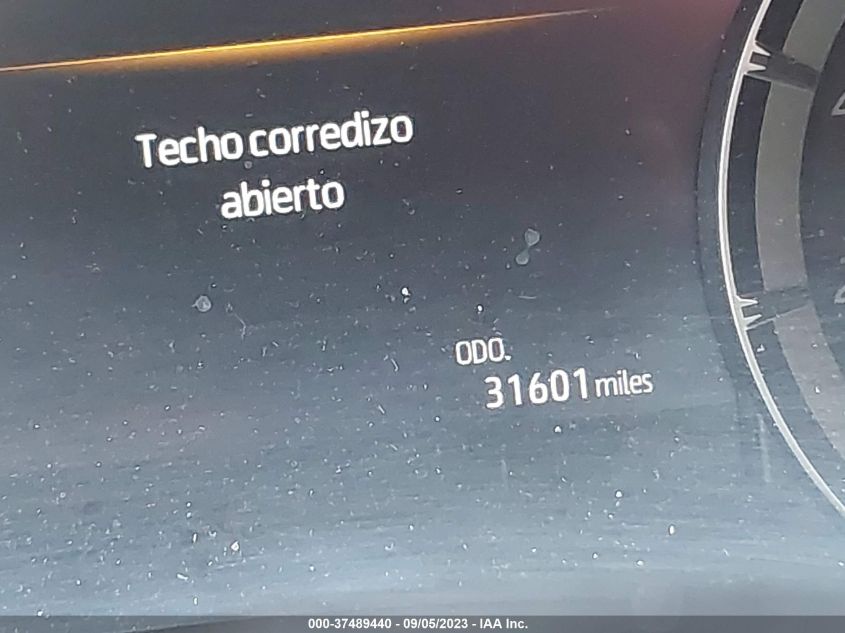 Techo corredizo
abierto
ODO.
31601 miles
000-37489440 - 09/05/2023 - IAA Inc.